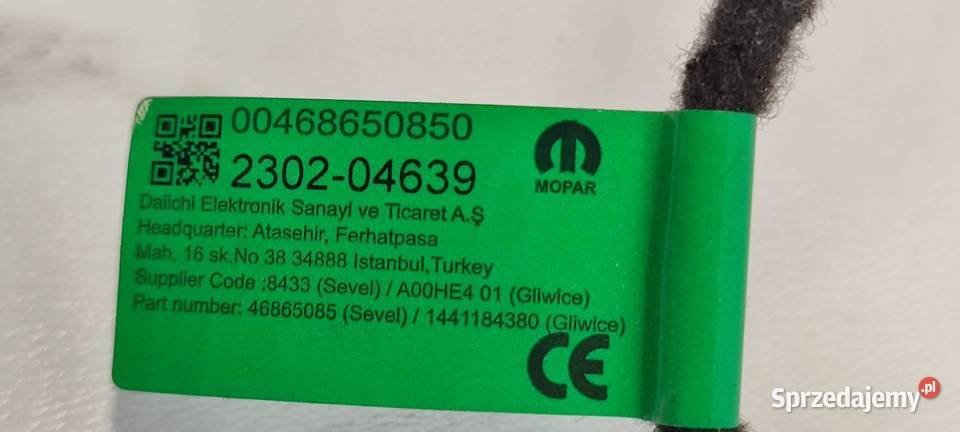 00468650850
2302-04639
MOPAR
Daiichi Elektronik Sanayl ve Ticaret A.Ş
Headquarter: Atasehir, Ferhatpasa
Mah, 16 sk.No 38 34888 Istanbul,Turkey
Supplier Code :8433 (Sevel) / A00HE4 01 (Gliwice)
Part number: 46865085 (Sevel) / 1441184380 (Gliwice)
CE
Sprzedajemy.pl